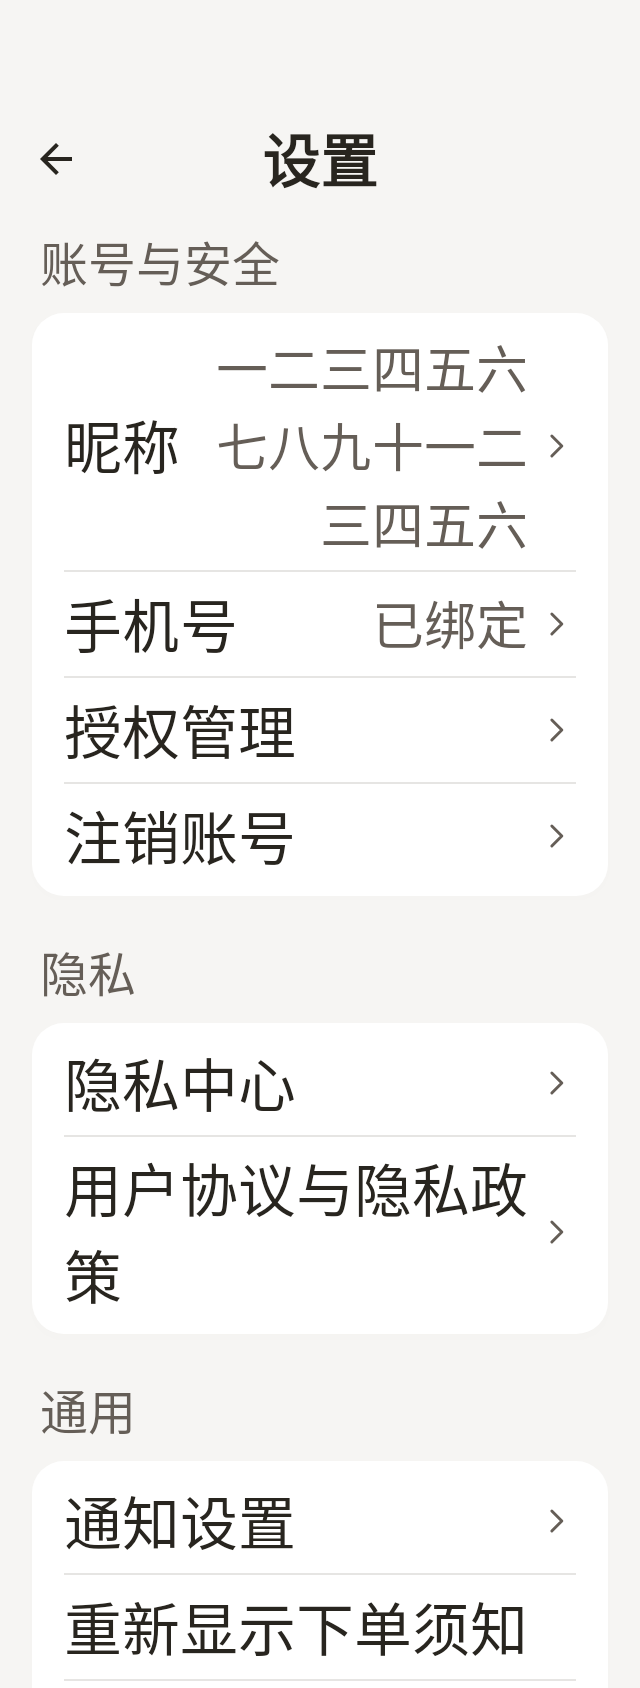 设置
账号与安全
昵称
一二三四五六
七八九十一二
三四五六
手机号
已绑定
授权管理
注销账号
隐私
隐私中心
用户协议与隐私政
策
通用
通知设置
重新显示下单须知